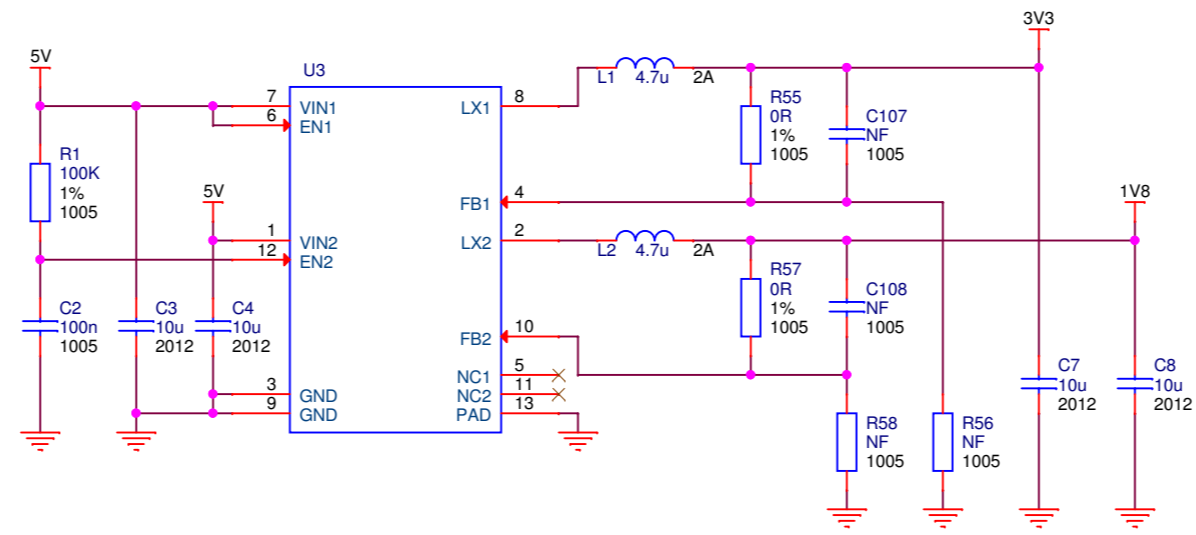 3V3
5V
U3
L1 4.7u 2A
7 VIN1 LX1 8
6 EN1
R55
0R
1%
1005
C107
NF
1005
R1
100K
1%
1005
5V
FB1 4
1V8
1 VIN2 LX2 2
12 EN2
L2 4.7u 2A
R57
0R
1%
1005
C108
NF
1005
C2
100n
1005
C3
10u
2012
C4
10u
2012
FB2 10
NC1 5
NC2 11
3 GND
PAD 13
9 GND
C7
10u
2012
C8
10u
2012
R58
NF
1005
R56
NF
1005